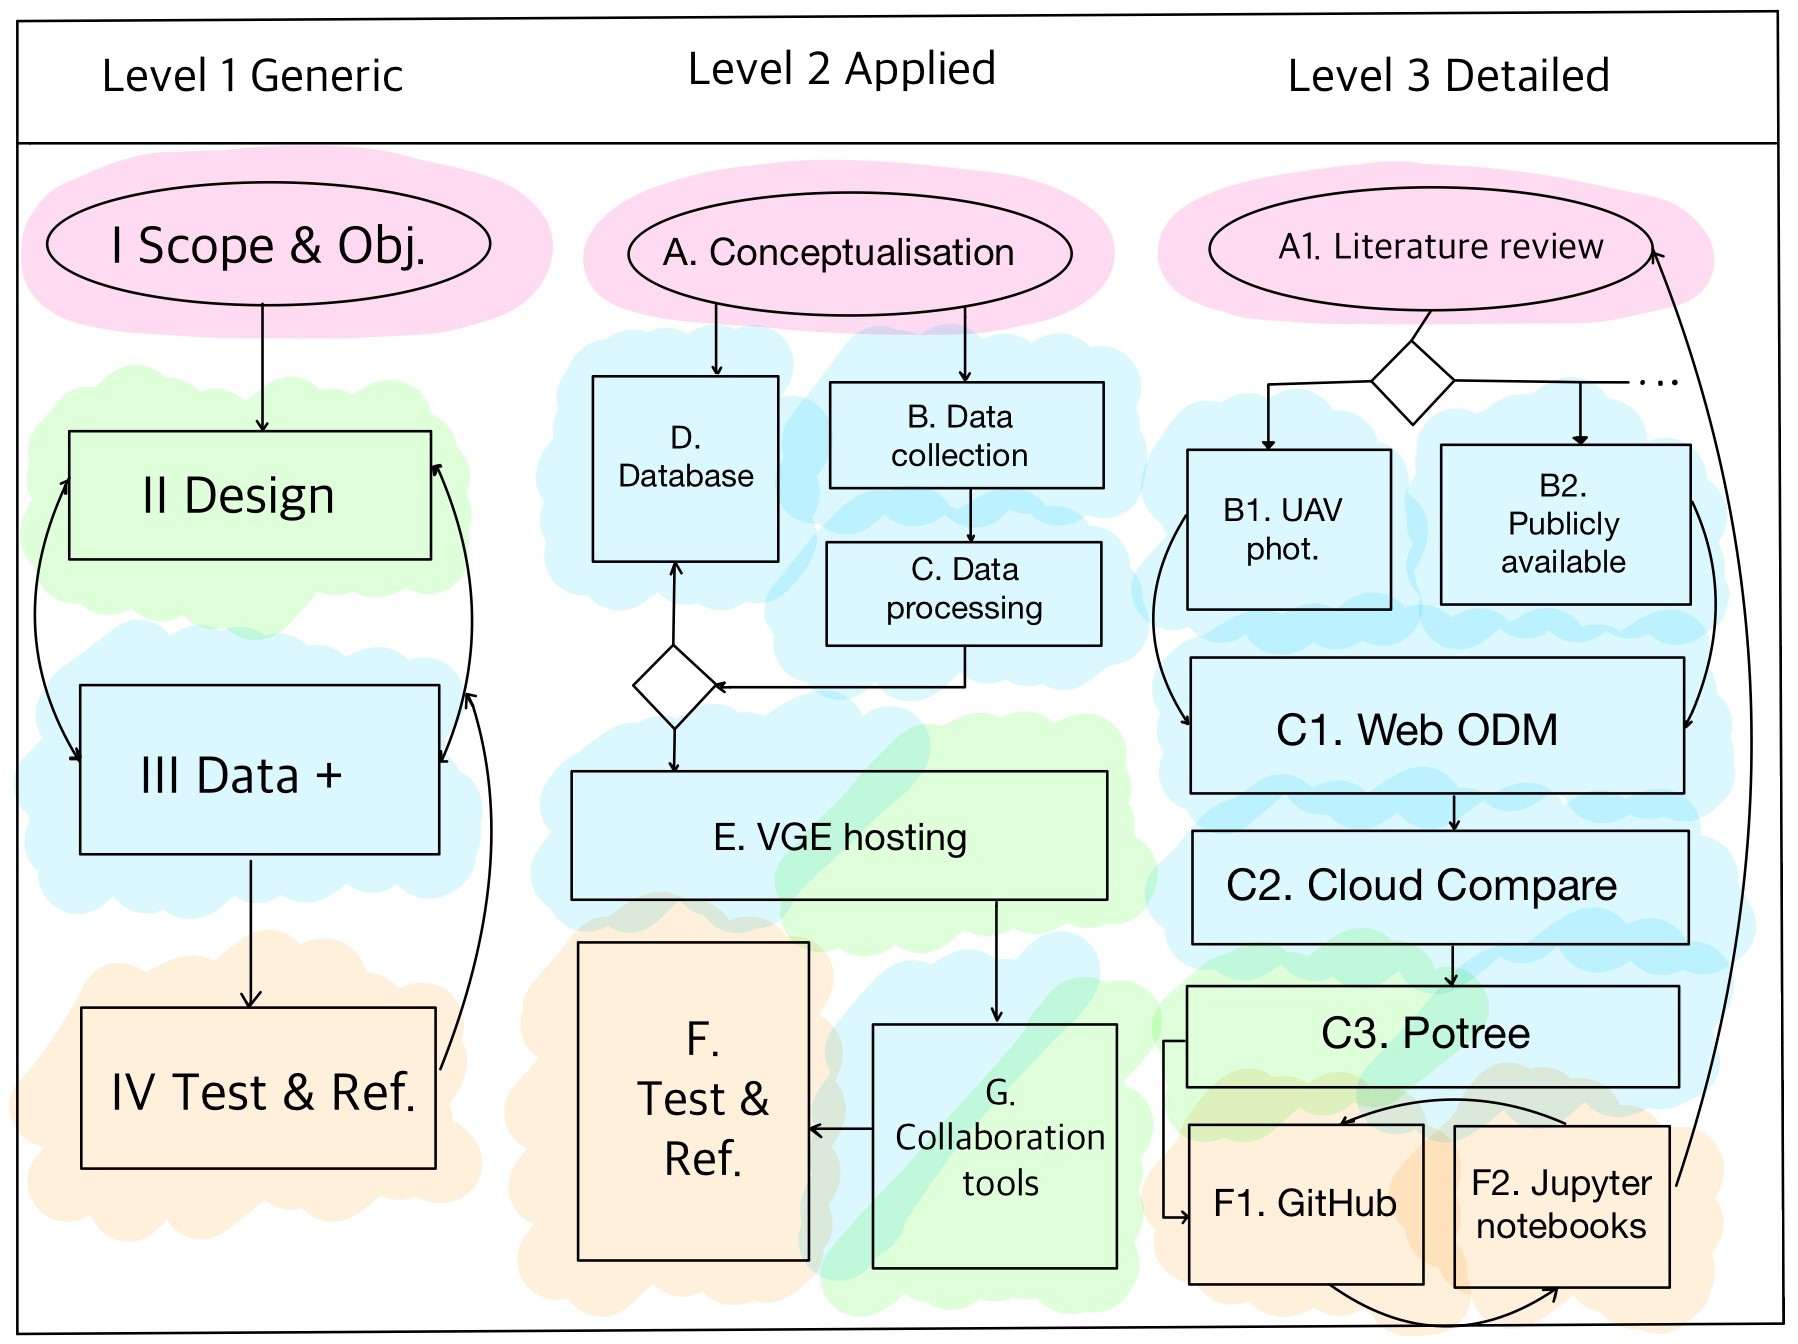 Level 1 Generic
Level 2 Applied
Level 3 Detailed
I Scope & Obj.
II Design
III Data +
IV Test & Ref.
A. Conceptualisation
D.
Database
B. Data
collection
C. Data
processing
E. VGE hosting
F.
Test &
Ref.
G.
Collaboration
tools
A1. Literature review
...
B1. UAV
phot.
B2.
Publicly
available
C1. Web ODM
C2. Cloud Compare
C3. Potree
F1. GitHub
F2. Jupyter
notebooks